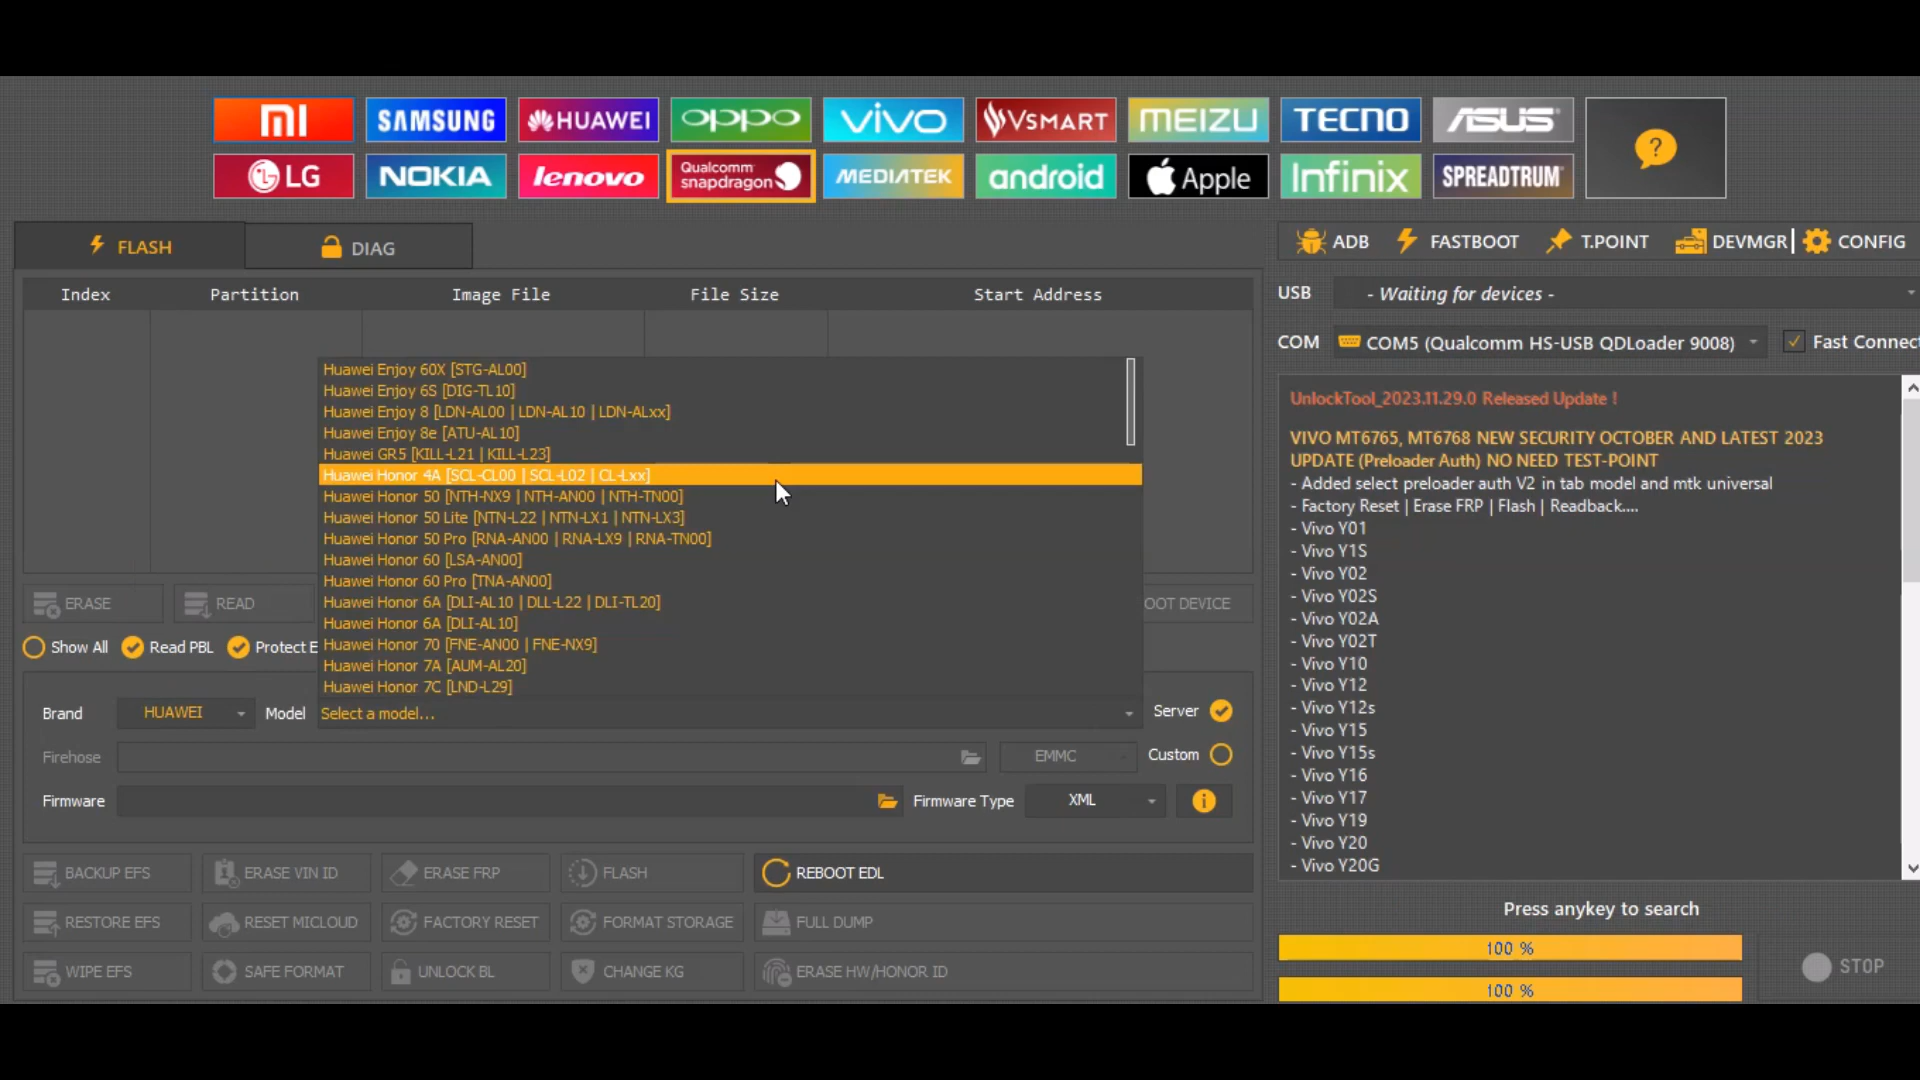 MI SAMSUNG HUAWEI oppo vivo VSMART MEIZU TECNO ASUS ?
LG NOKIA lenovo Qualcomm snapdragon MEDIATEK android Apple Infinix SPREADTRUM
FLASH DIAG
ADB FASTBOOT T.POINT DEVMGR CONFIG
Index Partition Image File File Size Start Address
USB - Waiting for devices -
COM COM5 (Qualcomm HS-USB QDLoader 9008) Fast Connect
Huawei Enjoy 60X [STG-AL00]
Huawei Enjoy 6S [DIG-TL10]
Huawei Enjoy 8 [LDN-AL00 | LDN-AL10 | LDN-ALxx]
Huawei Enjoy 8e [ATU-AL10]
Huawei GR5 [KILL-L21 | KILL-L23]
Huawei Honor 4A [SCL-CL00 | SCL-L02 | CL-Lxx]
Huawei Honor 50 [NTH-NX9 | NTH-AN00 | NTH-TN00]
Huawei Honor 50 Lite [NTN-L22 | NTN-LX1 | NTN-LX3]
Huawei Honor 50 Pro [RNA-AN00 | RNA-LX9 | RNA-TN00]
Huawei Honor 60 [LSA-AN00]
Huawei Honor 60 Pro [TNA-AN00]
Huawei Honor 6A [DLI-AL10 | DLL-L22 | DLI-TL20]
Huawei Honor 6A [DLI-AL10]
Huawei Honor 70 [FNE-AN00 | FNE-NX9]
Huawei Honor 7A [AUM-AL20]
Huawei Honor 7C [LND-L29]
ERASE READ OOT DEVICE
Show All Read PBL Protect E
Brand HUAWEI Model Select a model... Server
Firehose EMMC Custom
Firmware Firmware Type XML i
BACKUP EFS ERASE VIN ID ERASE FRP FLASH REBOOT EDL
RESTORE EFS RESET MICLOUD FACTORY RESET FORMAT STORAGE FULL DUMP
WIPE EFS SAFE FORMAT UNLOCK BL CHANGE KG ERASE HW/HONOR ID
UnlockTool_2023.11.29.0 Released Update !
VIVO MT6765, MT6768 NEW SECURITY OCTOBER AND LATEST 2023
UPDATE (Preloader Auth) NO NEED TEST-POINT
- Added select preloader auth V2 in tab model and mtk universal
- Factory Reset | Erase FRP | Flash | Readback....
- Vivo Y01
- Vivo Y1S
- Vivo Y02
- Vivo Y02S
- Vivo Y02A
- Vivo Y02T
- Vivo Y10
- Vivo Y12
- Vivo Y12s
- Vivo Y15
- Vivo Y15s
- Vivo Y16
- Vivo Y17
- Vivo Y19
- Vivo Y20
- Vivo Y20G
Press anykey to search
100 %
STOP
100 %